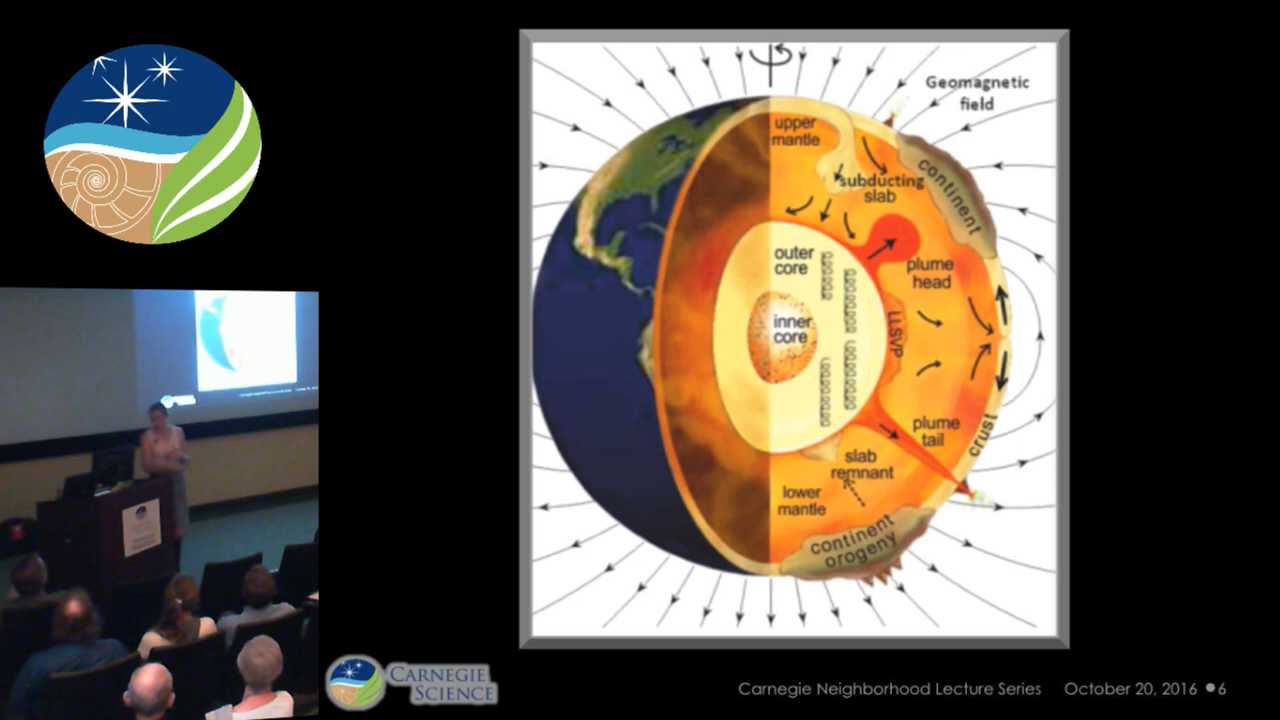 Geomagnetic
field
upper
mantle
continent
subducting
slab
outer
core
plume
head
inner
core
LLSVP
plume
tail
crust
slab
remnant
lower
mantle
continent
orogeny
CARNEGIE
SCIENCE
Carnegie Neighborhood Lecture Series October 20, 2016 •6